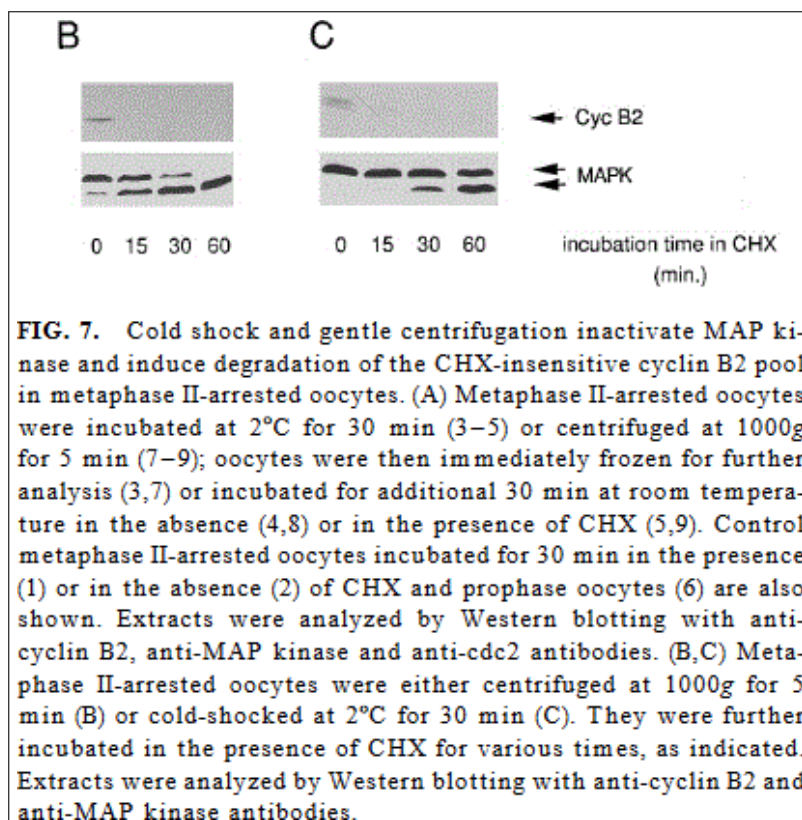 B C
Cyc B2
MAPK
0 15 30 60 0 15 30 60 incubation time in CHX
(min.)
FIG. 7. Cold shock and gentle centrifugation inactivate MAP ki-
nase and induce degradation of the CHX-insensitive cyclin B2 pool
in metaphase II-arrested oocytes. (A) Metaphase II-arrested oocytes
were incubated at 2°C for 30 min (3–5) or centrifuged at 1000g
for 5 min (7–9); oocytes were then immediately frozen for further
analysis (3,7) or incubated for additional 30 min at room tempera-
ture in the absence (4,8) or in the presence of CHX (5,9). Control
metaphase II-arrested oocytes incubated for 30 min in the presence
(1) or in the absence (2) of CHX and prophase oocytes (6) are also
shown. Extracts were analyzed by Western blotting with anti-
cyclin B2, anti-MAP kinase and anti-cdc2 antibodies. (B,C) Meta-
phase II-arrested oocytes were either centrifuged at 1000g for 5
min (B) or cold-shocked at 2°C for 30 min (C). They were further
incubated in the presence of CHX for various times, as indicated.
Extracts were analyzed by Western blotting with anti-cyclin B2 and
anti-MAP kinase antibodies.